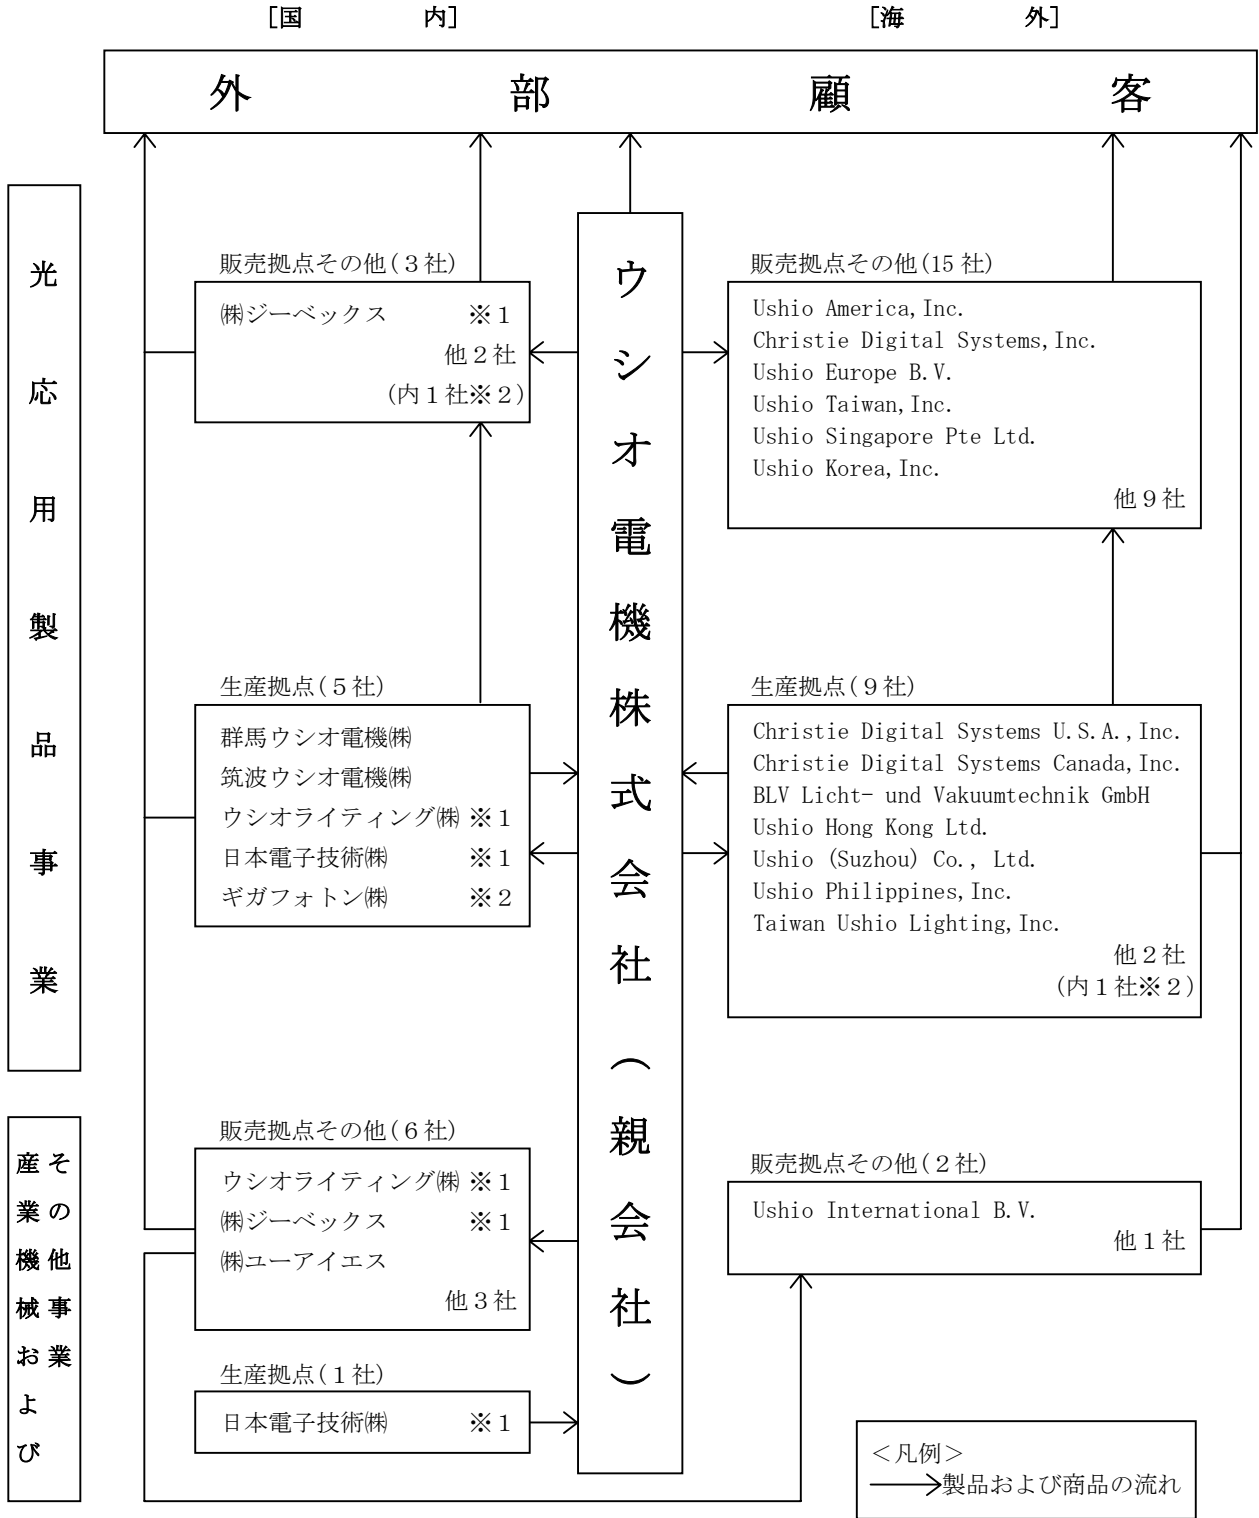 [国　　　　内]
[海　　　　外]
外　部　顧　客
光応用製品事業
販売拠点その他(３社)
㈱ジーベックス　※１
他２社
(内１社※２)
生産拠点(５社)
群馬ウシオ電機㈱
筑波ウシオ電機㈱
ウシオライティング㈱ ※１
日本電子技術㈱　※１
ギガフォトン㈱　※２
ウシオ電機株式会社（親会社）
販売拠点その他(15社)
Ushio America,Inc.
Christie Digital Systems,Inc.
Ushio Europe B.V.
Ushio Taiwan,Inc.
Ushio Singapore Pte Ltd.
Ushio Korea,Inc.
他９社
生産拠点(９社)
Christie Digital Systems U.S.A.,Inc.
Christie Digital Systems Canada,Inc.
BLV Licht- und Vakuumtechnik GmbH
Ushio Hong Kong Ltd.
Ushio (Suzhou) Co., Ltd.
Ushio Philippines,Inc.
Taiwan Ushio Lighting,Inc.
他２社
(内１社※２)
産業機械および
その他事業
販売拠点その他(６社)
ウシオライティング㈱ ※１
㈱ジーベックス　※１
㈱ユーアイエス
他３社
生産拠点(１社)
日本電子技術㈱　※１
販売拠点その他(２社)
Ushio International B.V.
他１社
＜凡例＞
製品および商品の流れ